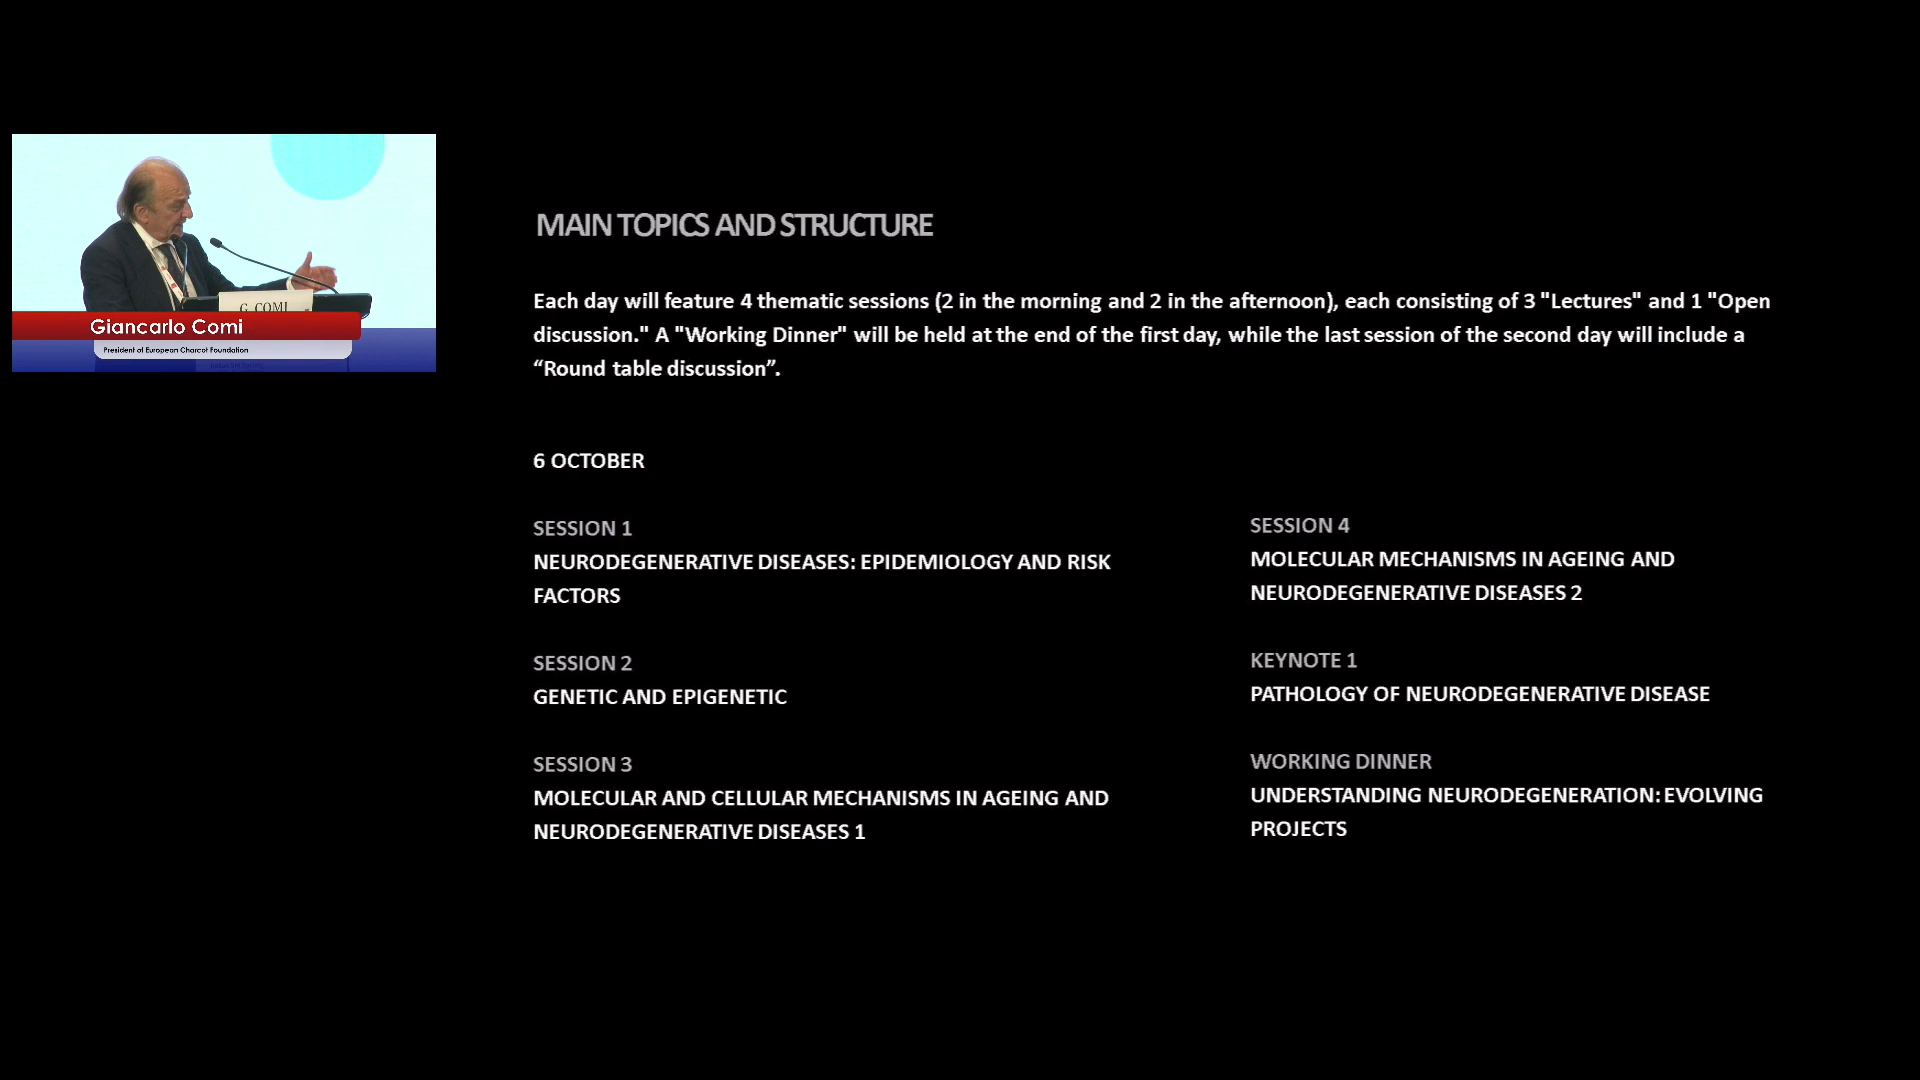 G. COMI
Giancarlo Comi
President of European Charcot Foundation
MAIN TOPICS AND STRUCTURE
Each day will feature 4 thematic sessions (2 in the morning and 2 in the afternoon), each consisting of 3 "Lectures" and 1 "Open
discussion." A "Working Dinner" will be held at the end of the first day, while the last session of the second day will include a
“Round table discussion”.
6 OCTOBER
SESSION 1
NEURODEGENERATIVE DISEASES: EPIDEMIOLOGY AND RISK
FACTORS
SESSION 2
GENETIC AND EPIGENETIC
SESSION 3
MOLECULAR AND CELLULAR MECHANISMS IN AGEING AND
NEURODEGENERATIVE DISEASES 1
SESSION 4
MOLECULAR MECHANISMS IN AGEING AND
NEURODEGENERATIVE DISEASES 2
KEYNOTE 1
PATHOLOGY OF NEURODEGENERATIVE DISEASE
WORKING DINNER
UNDERSTANDING NEURODEGENERATION: EVOLVING
PROJECTS